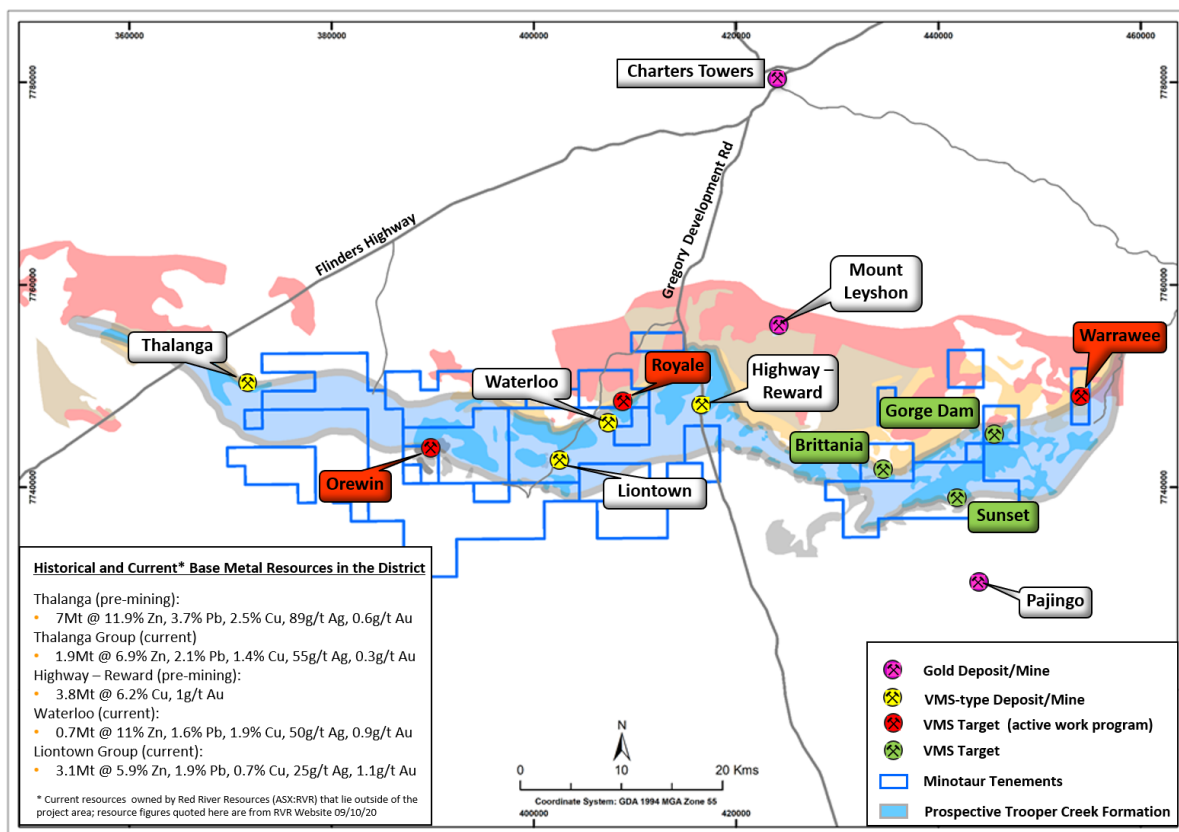 360000
380000
400000
420000
440000
460000
7780000
7780000
Charters Towers
Flinders Highway
Gregory Development Rd
7760000
7760000
Mount
Leyshon
Warrawee
Thalanga
Royale
Highway –
Reward
Waterloo
Gorge Dam
Brittania
7740000
7740000
Orewin
Liontown
Sunset
Pajingo
Historical and Current* Base Metal Resources in the District
Thalanga (pre-mining):
• 7Mt @ 11.9% Zn, 3.7% Pb, 2.5% Cu, 89g/t Ag, 0.6g/t Au
Thalanga Group (current)
• 1.9Mt @ 6.9% Zn, 2.1% Pb, 1.4% Cu, 55g/t Ag, 0.3g/t Au
Highway – Reward (pre-mining)
• 3.8Mt @ 6.2% Cu, 1g/t Au
Waterloo (current):
• 0.7Mt @ 11% Zn, 1.6% Pb, 1.9% Cu, 50g/t Ag, 0.9g/t Au
Liontown Group (current):
• 3.1Mt @ 5.9% Zn, 1.9% Pb, 0.7% Cu, 25g/t Ag, 1.1g/t Au
* Current resources owned by Red River Resources (ASX:RVR) that lie outside of the
project area; resource figures quoted here are from RVR Website 09/10/20
N
0 10 20 Kms
Coordinate System: GDA 1994 MGA Zone 55
Gold Deposit/Mine
VMS-type Deposit/Mine
VMS Target (active work program)
VMS Target
Minotaur Tenements
Prospective Trooper Creek Formation
400000
420000